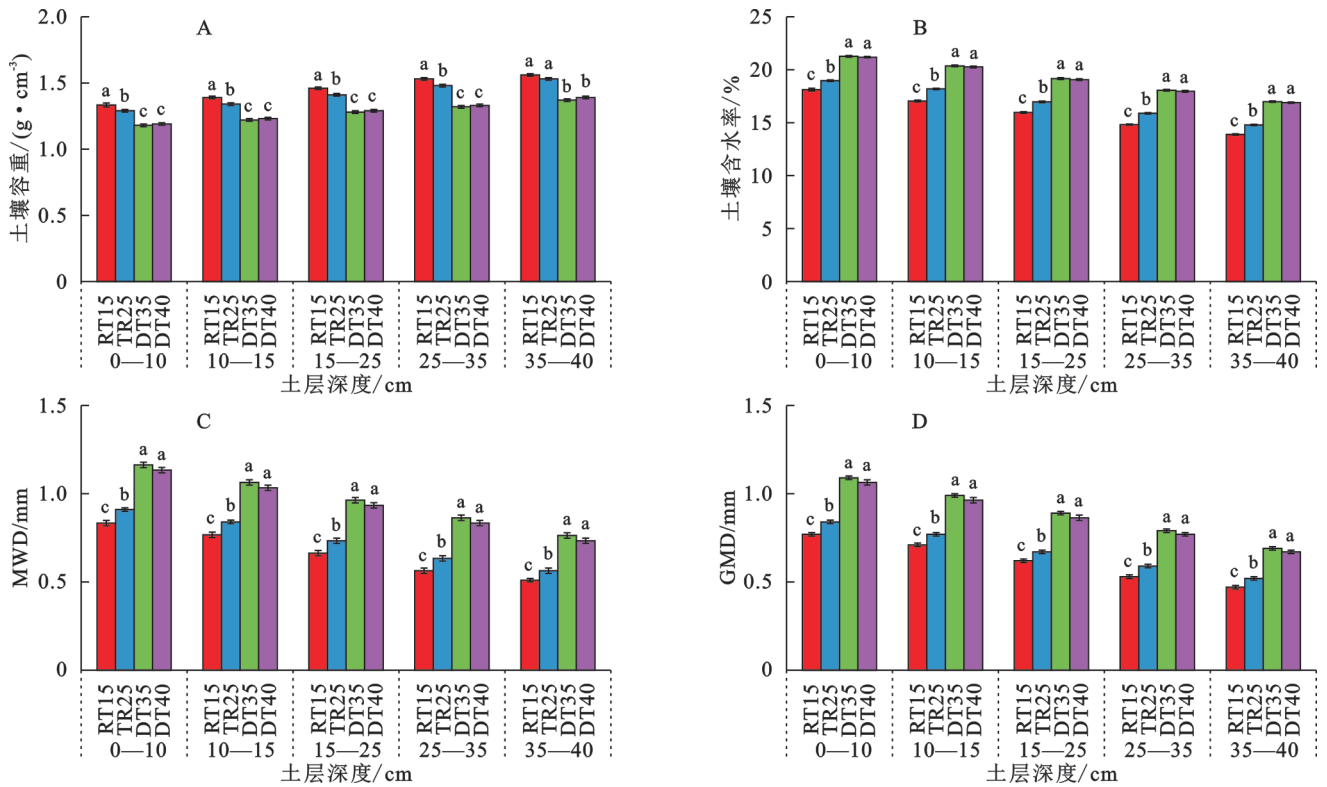 A
土壤容重/(g·cm⁻³)
2.0
1.5
1.0
0.5
0
a b c c
a b c c
a b c c
a b c c
a a b b
RT15 TR25 DT35 DT40 RT15 TR25 DT35 DT40 RT15 TR25 DT35 DT40 RT15 TR25 DT35 DT40 RT15 TR25 DT35 DT40
0—10 10—15 15—25 25—35 35—40
土层深度/cm
B
土壤含水率/%
25
20
15
10
5
0
c b a a
c b a a
c b a a
c b a a
c b a a
RT15 TR25 DT35 DT40 RT15 TR25 DT35 DT40 RT15 TR25 DT35 DT40 RT15 TR25 DT35 DT40 RT15 TR25 DT35 DT40
0—10 10—15 15—25 25—35 35—40
土层深度/cm
C
MWD/mm
1.5
1.0
0.5
0
c b a a
c b a a
c b a a
c b a a
c b a a
RT15 TR25 DT35 DT40 RT15 TR25 DT35 DT40 RT15 TR25 DT35 DT40 RT15 TR25 DT35 DT40 RT15 TR25 DT35 DT40
0—10 10—15 15—25 25—35 35—40
土层深度/cm
D
GMD/mm
1.5
1.0
0.5
0
c b a a
c b a a
c b a a
c b a a
c b a a
RT15 TR25 DT35 DT40 RT15 TR25 DT35 DT40 RT15 TR25 DT35 DT40 RT15 TR25 DT35 DT40 RT15 TR25 DT35 DT40
0—10 10—15 15—25 25—35 35—40
土层深度/cm